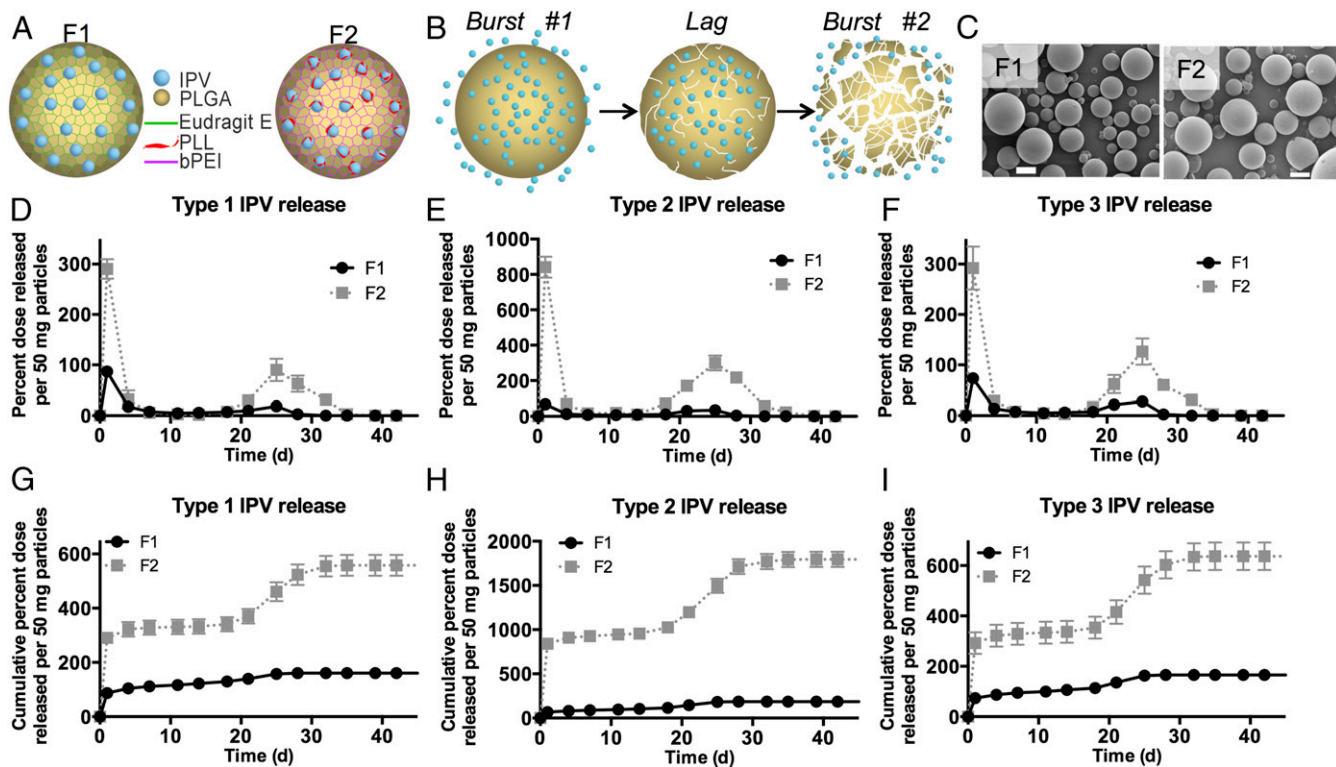 A
F1
F2
IPV
PLGA
Eudragit E
PLL
bPEI
B
Burst #1
Lag
Burst #2
C
F1
F2
D
Type 1 IPV release
Percent dose released
per 50 mg particles
300
200
100
0
F1
F2
0 10 20 30 40
Time (d)
E
Type 2 IPV release
Percent dose released
per 50 mg particles
1000
800
600
400
200
0
F1
F2
0 10 20 30 40
Time (d)
F
Type 3 IPV release
Percent dose released
per 50 mg particles
300
200
100
0
F1
F2
0 10 20 30 40
Time (d)
G
Type 1 IPV release
Cumulative percent dose
released per 50 mg particles
600
400
200
0
F1
F2
0 20 40
Time (d)
H
Type 2 IPV release
Cumulative percent dose
released per 50 mg particles
2000
1500
1000
500
0
F1
F2
0 20 40
Time (d)
I
Type 3 IPV release
Cumulative percent dose
released per 50 mg particles
600
400
200
0
F1
F2
0 20 40
Time (d)